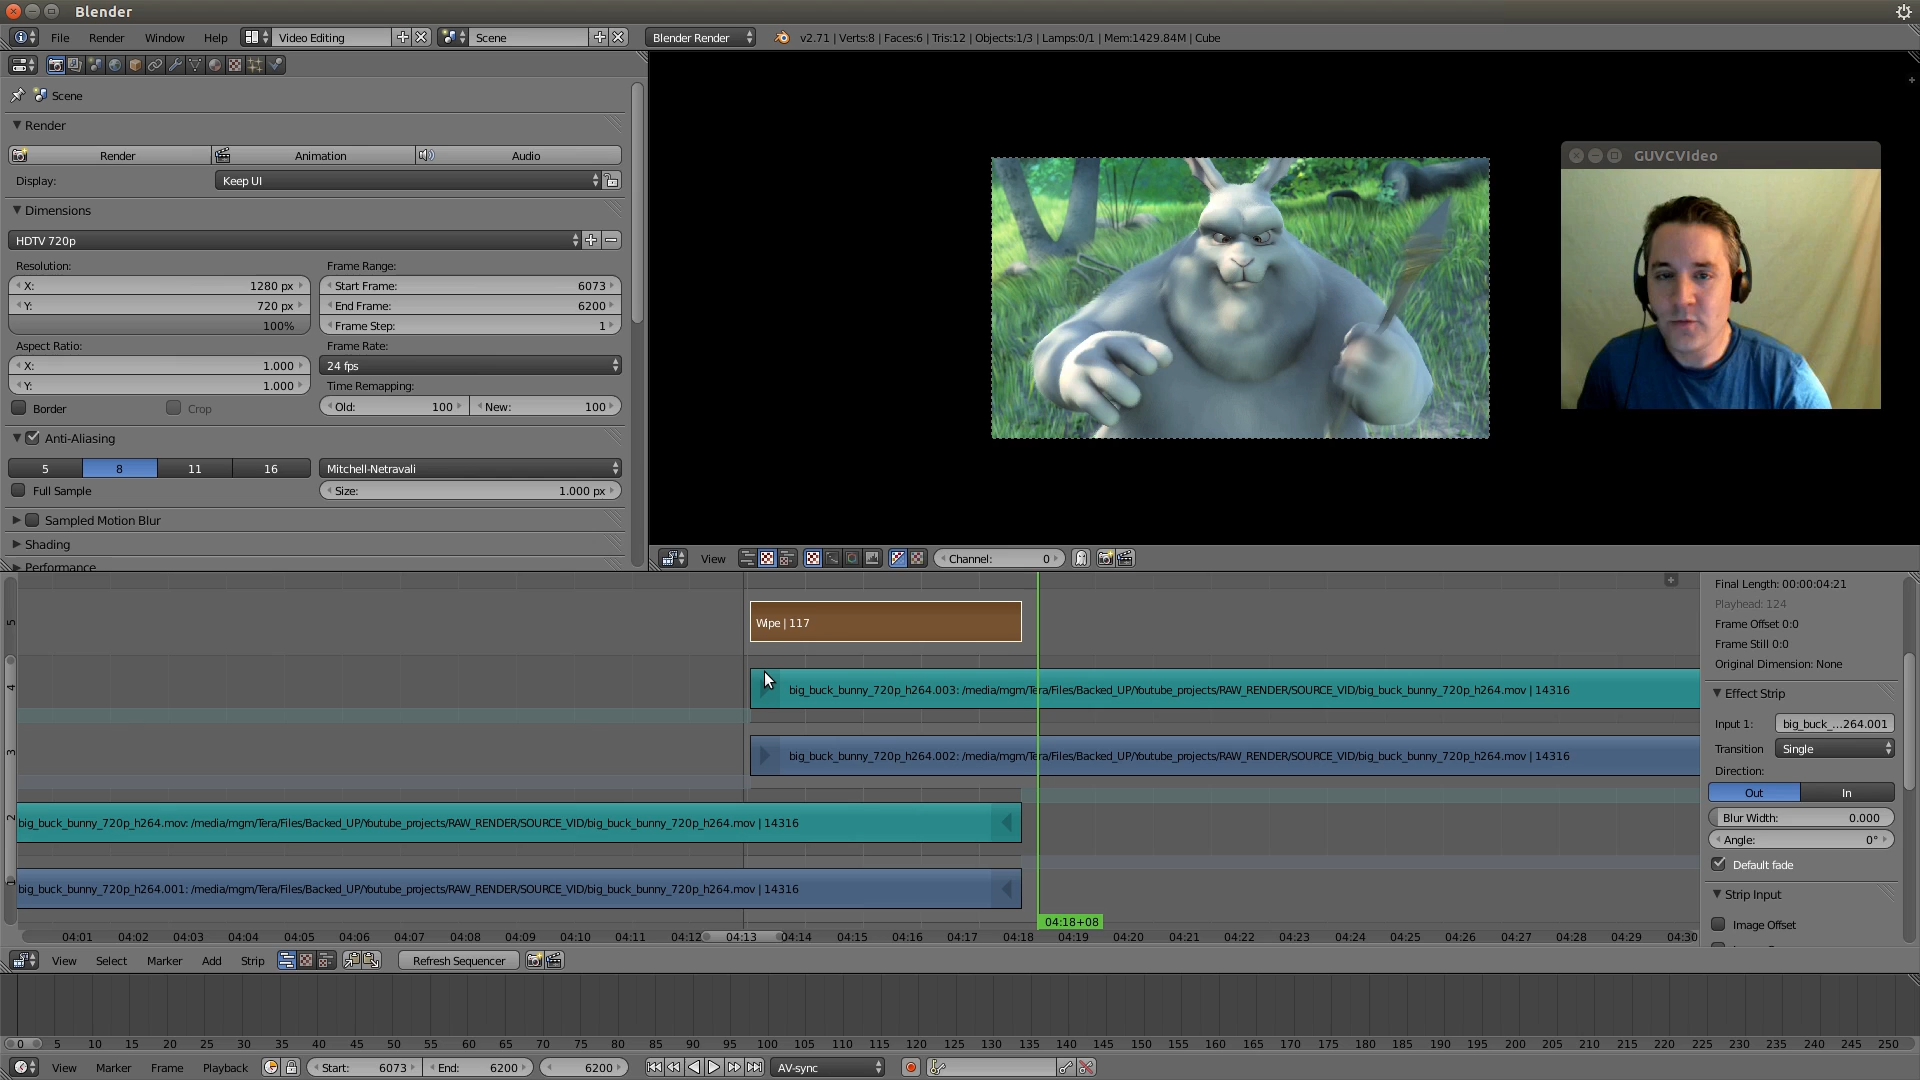 Blender
File Render Window Help Video Editing Scene Blender Render v2.71 | Verts:8 | Faces:6 | Tris:12 | Objects:1/3 | Lamps:0/1 | Mem:1429.84M | Cube
Scene
Render
Render Animation Audio
Display: Keep UI
Dimensions
HDTV 720p
Resolution: Frame Range:
X: 1280 px Start Frame: 6073
Y: 720 px End Frame: 6200
100% Frame Step: 1
Aspect Ratio: Frame Rate:
X: 1.000 24 fps
Y: 1.000 Time Remapping:
Border Crop Old: 100 New: 100
Anti-Aliasing
5 8 11 16 Mitchell-Netravali
Full Sample Size: 1.000 px
Sampled Motion Blur
Shading
Performance
GUVCVIdeo
View Channel: 0
5
Wipe | 117
4
big_buck_bunny_720p_h264.003: /media/mgm/Tera/Files/Backed_UP/Youtube_projects/RAW_RENDER/SOURCE_VID/big_buck_bunny_720p_h264.mov | 14316
3
big_buck_bunny_720p_h264.002: /media/mgm/Tera/Files/Backed_UP/Youtube_projects/RAW_RENDER/SOURCE_VID/big_buck_bunny_720p_h264.mov | 14316
2
big_buck_bunny_720p_h264.mov: /media/mgm/Tera/Files/Backed_UP/Youtube_projects/RAW_RENDER/SOURCE_VID/big_buck_bunny_720p_h264.mov | 14316
1
big_buck_bunny_720p_h264.001: /media/mgm/Tera/Files/Backed_UP/Youtube_projects/RAW_RENDER/SOURCE_VID/big_buck_bunny_720p_h264.mov | 14316
04:18+08
04:01 04:02 04:03 04:04 04:05 04:06 04:07 04:08 04:09 04:10 04:11 04:12 04:13 04:14 04:15 04:16 04:17 04:18 04:19 04:20 04:21 04:22 04:23 04:24 04:25 04:26 04:27 04:28 04:29 04:30
Final Length: 00:00:04:21
Playhead: 124
Frame Offset 0:0
Frame Still 0:0
Original Dimension: None
Effect Strip
Input 1: big_buck_...264.001
Transition Single
Direction:
Out In
Blur Width: 0.000
Angle: 0°
Default fade
Strip Input
Image Offset
View Select Marker Add Strip Refresh Sequencer
0 5 10 15 20 25 30 35 40 45 50 55 60 65 70 75 80 85 90 95 100 105 110 115 120 125 130 135 140 145 150 155 160 165 170 175 180 185 190 195 200 205 210 215 220 225 230 235 240 245 250
View Marker Frame Playback Start: 6073 End: 6200 6200 AV-sync